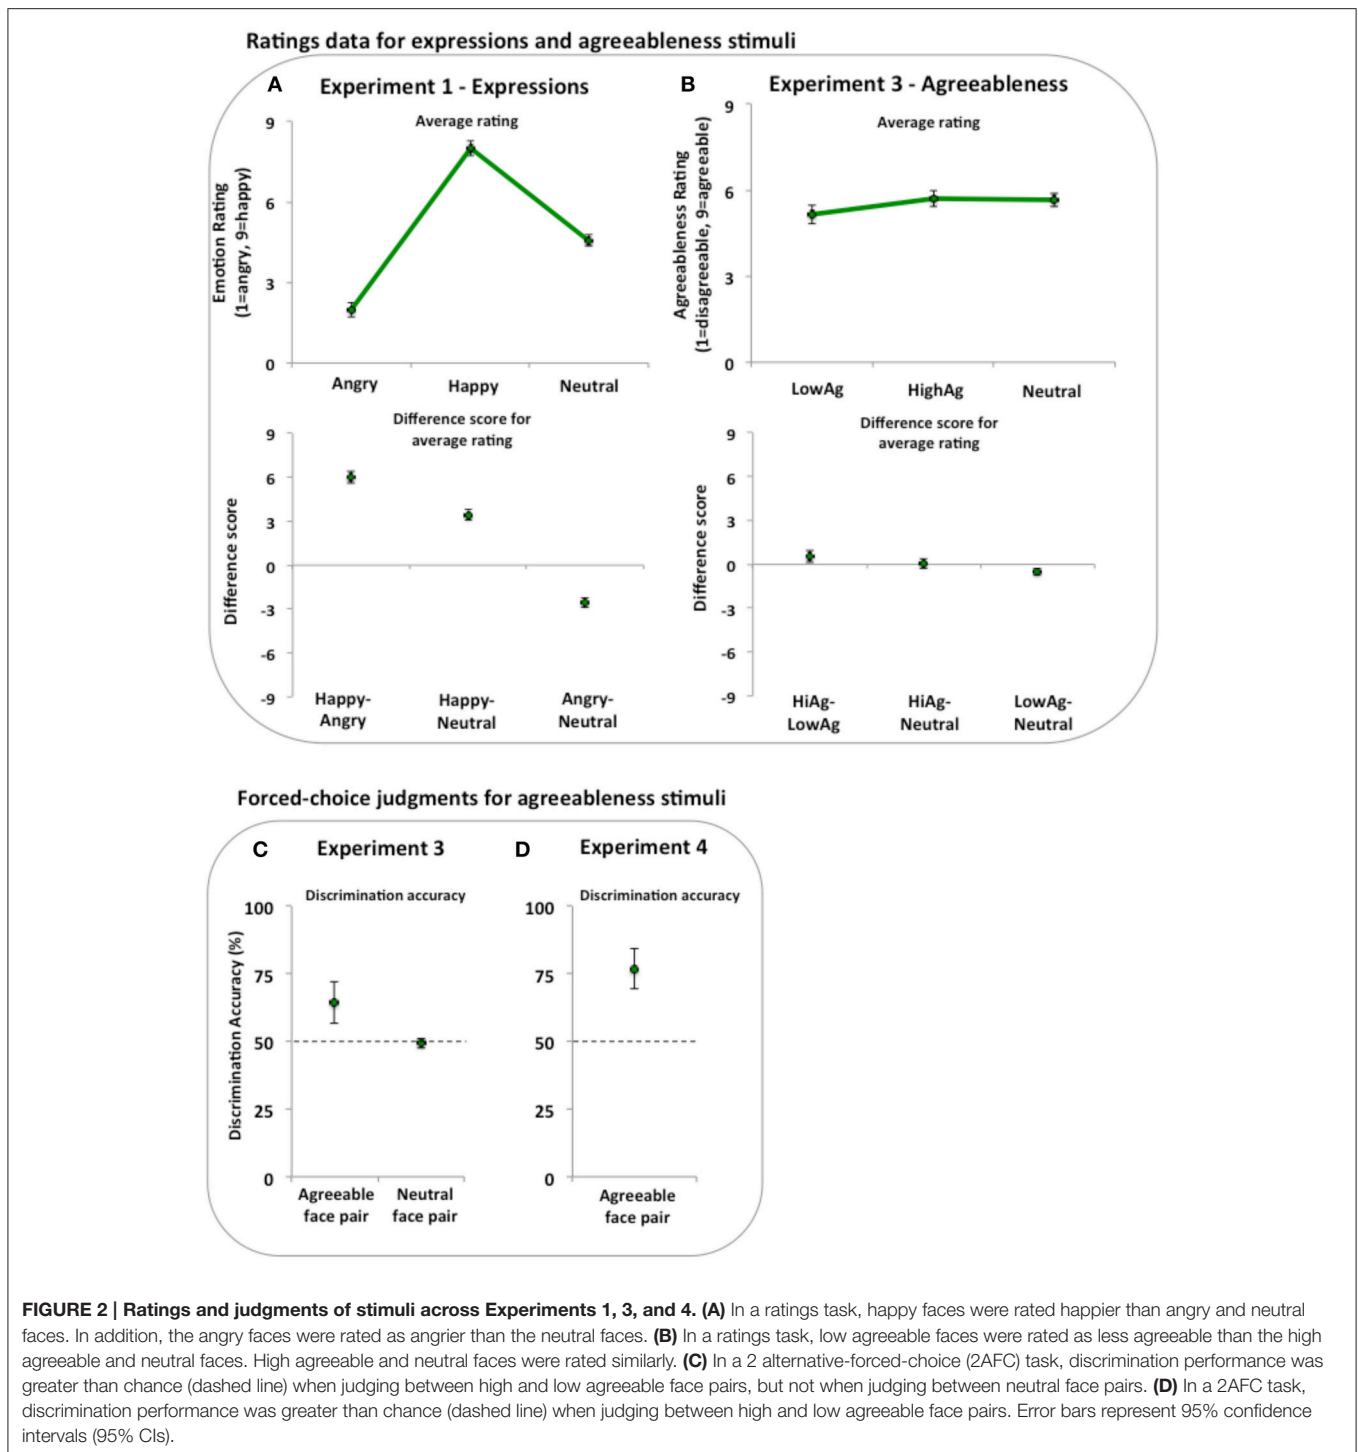 Ratings data for expressions and agreeableness stimuli
A
Experiment 1 - Expressions
Average rating
Emotion Rating
(1=angry, 9=happy)
9
6
3
0
Angry Happy Neutral
Difference score for
average rating
Difference score
9
6
3
0
-3
-6
-9
Happy-
Angry
Happy-
Neutral
Angry-
Neutral
B
Experiment 3 - Agreeableness
Average rating
Agreeableness Rating
(1=disagreeable, 9=agreeable)
9
6
3
0
LowAg HighAg Neutral
Difference score for
average rating
Difference score
9
6
3
0
-3
-6
-9
HiAg-
LowAg
HiAg-
Neutral
LowAg-
Neutral
Forced-choice judgments for agreeableness stimuli
C
Experiment 3
Discrimination accuracy
Discrimination Accuracy (%)
100
75
50
25
0
Agreeable
face pair
Neutral
face pair
D
Experiment 4
Discrimination accuracy
100
75
50
25
0
Agreeable
face pair
FIGURE 2 | Ratings and judgments of stimuli across Experiments 1, 3, and 4. (A) In a ratings task, happy faces were rated happier than angry and neutral
faces. In addition, the angry faces were rated as angrier than the neutral faces. (B) In a ratings task, low agreeable faces were rated as less agreeable than the high
agreeable and neutral faces. High agreeable and neutral faces were rated similarly. (C) In a 2 alternative-forced-choice (2AFC) task, discrimination performance was
greater than chance (dashed line) when judging between high and low agreeable face pairs, but not when judging between neutral face pairs. (D) In a 2AFC task,
discrimination performance was greater than chance (dashed line) when judging between high and low agreeable face pairs. Error bars represent 95% confidence
intervals (95% CIs).